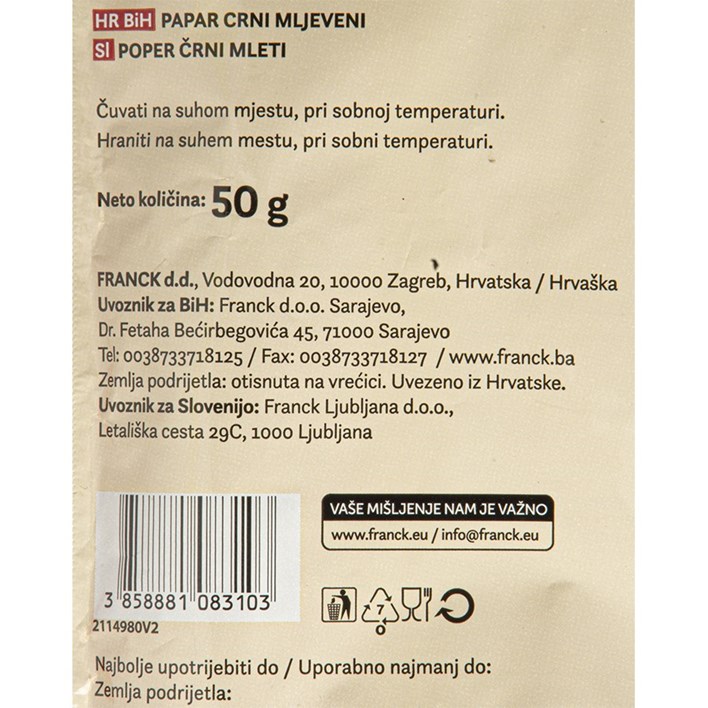 HR BiH PAPAR CRNI MLJEVENI
SI POPER ČRNI MLETI
Čuvati na suhom mjestu, pri sobnoj temperaturi.
Hraniti na suhem mestu, pri sobni temperaturi.
Neto količina: 50 g
FRANCK d.d., Vodovodna 20, 10000 Zagreb, Hrvatska / Hrvaška
Uvoznik za BiH: Franck d.o.o. Sarajevo,
Dr. Fetaha Bećirbegovića 45, 71000 Sarajevo
Tel: 0038733718125 / Fax: 0038733718127 / www.franck.ba
Zemlja podrijetla: otisnuta na vrećici. Uvezeno iz Hrvatske.
Uvoznik za Slovenijo: Franck Ljubljana d.o.o.,
Letališka cesta 29C, 1000 Ljubljana
VAŠE MIŠLJENJE NAM JE VAŽNO
www.franck.eu / info@franck.eu
3 858881 083103
7
O
2114980V2
Najbolje upotrijebiti do / Uporabno najmanj do:
Zemlja podrijetla: